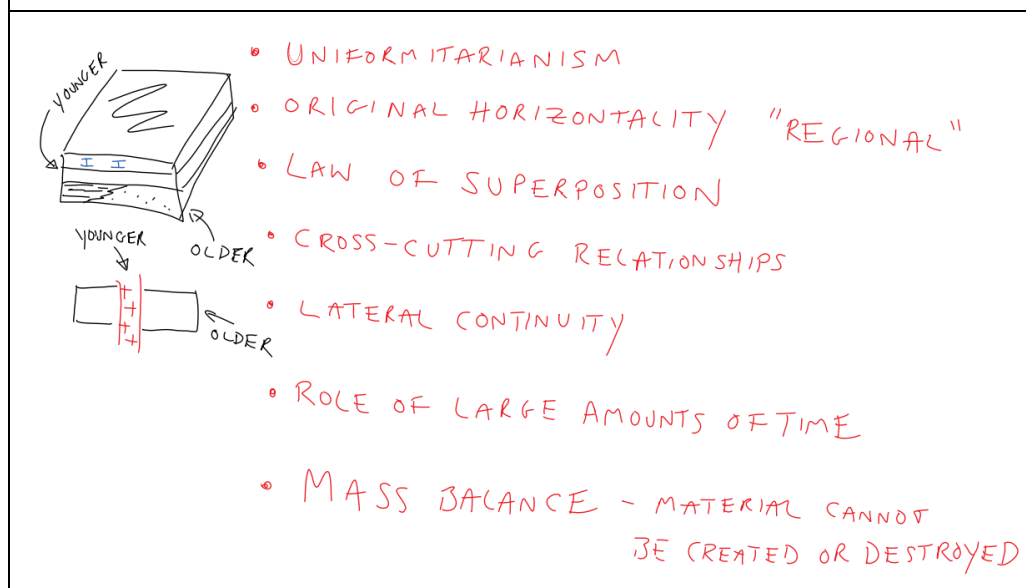 • UNIFORMITARIANISM
• ORIGINAL HORIZONTALITY "REGIONAL"
• LAW OF SUPERPOSITION
• CROSS-CUTTING RELATIONSHIPS
• LATERAL CONTINUITY
• ROLE OF LARGE AMOUNTS OF TIME
• MASS BALANCE - MATERIAL CANNOT
BE CREATED OR DESTROYED
YOUNGER
OLDER
YOUNGER
OLDER